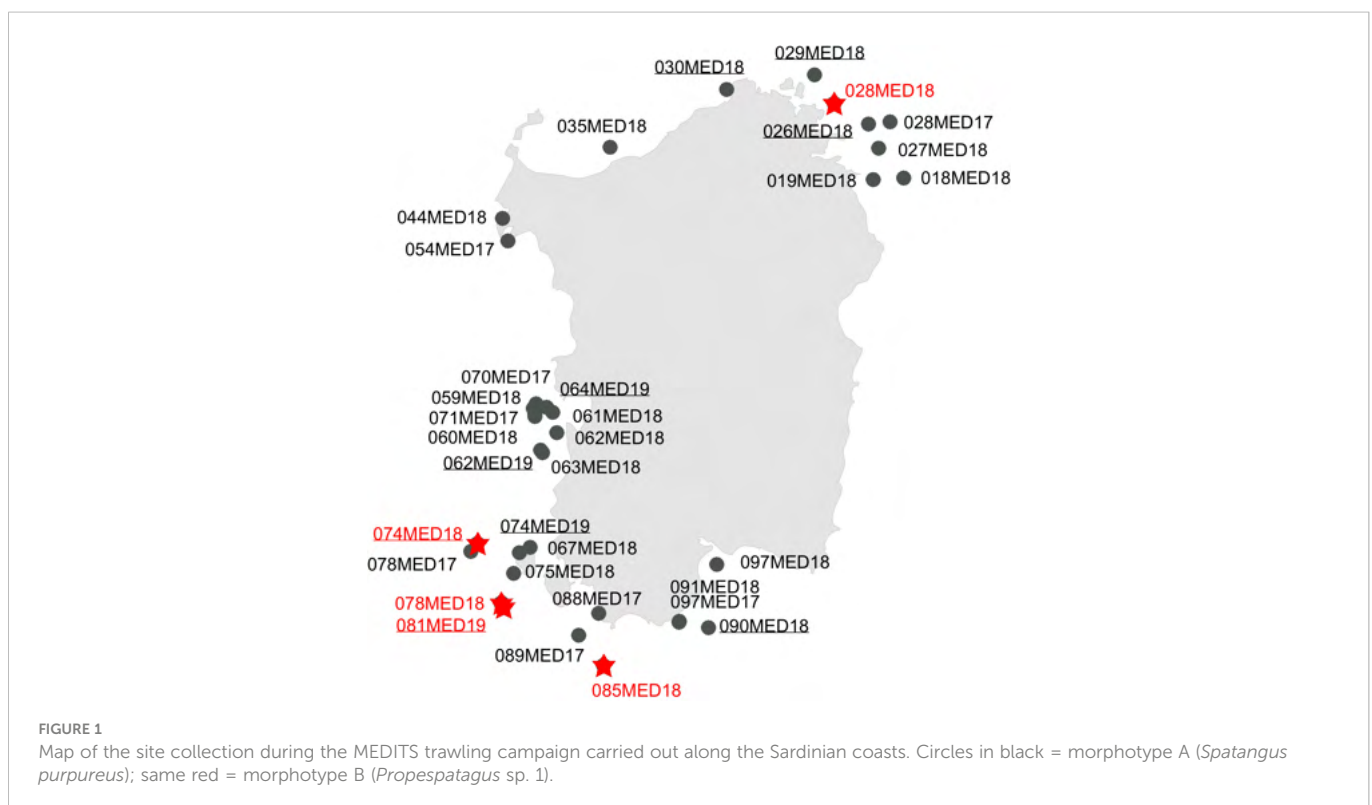 029MED18
030MED18
028MED18
026MED18
028MED17
035MED18
027MED18
019MED18
018MED18
044MED18
054MED17
070MED17
059MED18
064MED19
071MED17
061MED18
060MED18
062MED18
062MED19
063MED18
074MED18
074MED19
078MED17
067MED18
075MED18
097MED18
078MED18
088MED17
091MED18
097MED17
081MED19
090MED18
089MED17
085MED18
FIGURE 1
Map of the site collection during the MEDITS trawling campaign carried out along the Sardinian coasts. Circles in black = morphotype A (Spatangus
purpureus); same red = morphotype B (Propespatagus sp. 1).